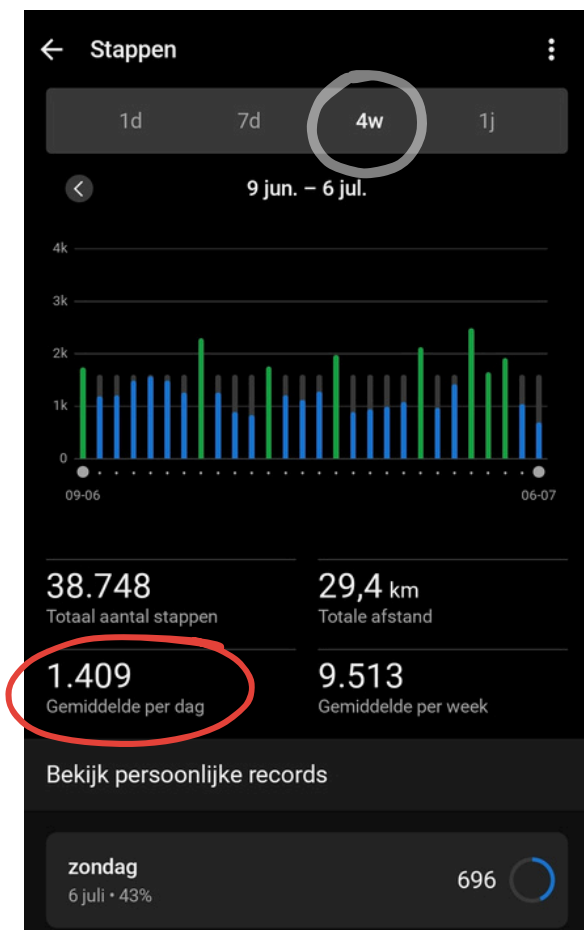 Stappen
1d 7d 4w 1j
9 jun. – 6 jul.
4k
3k
2k
1k
0
09-06 06-07
38.748 29,4 km
Totaal aantal stappen Totale afstand
1.409 9.513
Gemiddelde per dag Gemiddelde per week
Bekijk persoonlijke records
zondag
696
6 juli • 43%